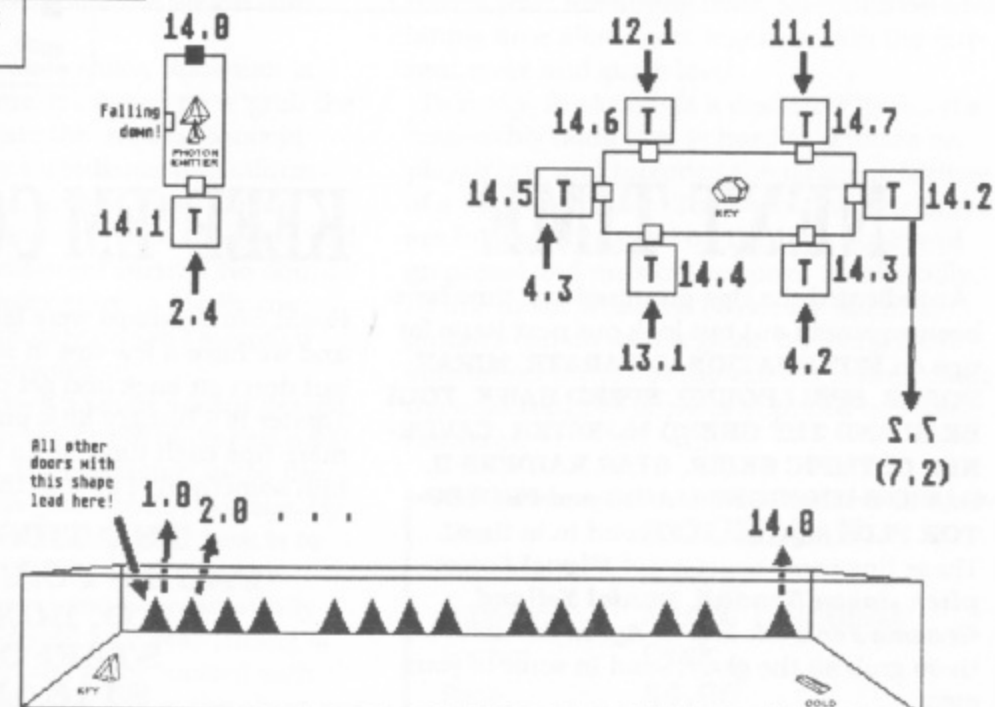 14.0
Falling
down!
PHOTON
EMITTER
T
14.1
2.4
12.1
11.1
14.6 T
T 14.7
14.5 T
KEY
T 14.2
4.3
T 14.4
T 14.3
13.1
4.2
7.2
(7.2)
All other
doors with
this shape
lead here!
1.0
2.0 . . . .
14.0
KEY
GOLD